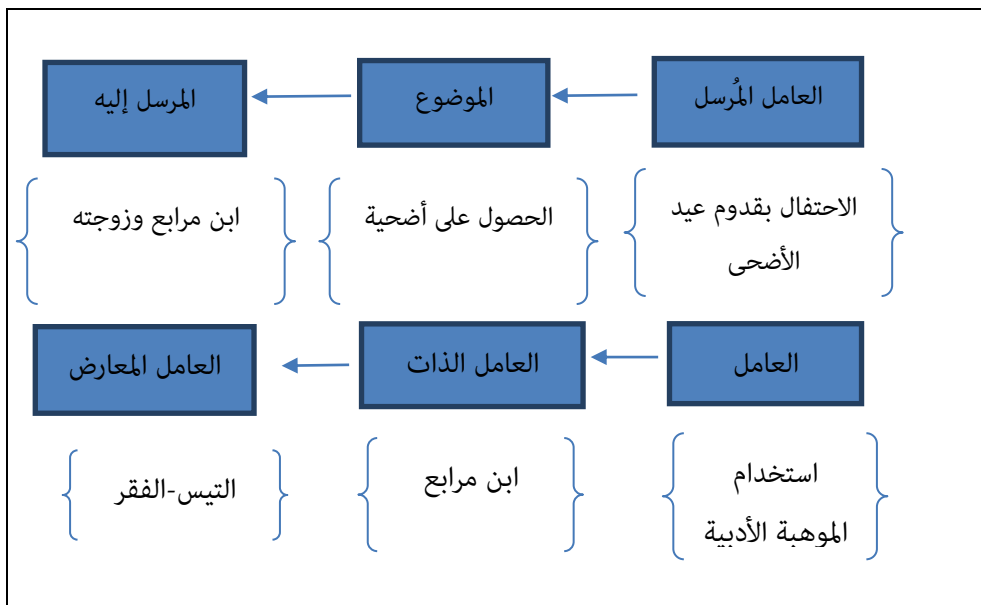 العامل المُرسل
الموضوع
المرسل إليه
الاحتفال بقدوم عيد
الأضحى
الحصول على أضحية
ابن مرابع وزوجته
العامل
العامل الذات
العامل المعارض
استخدام
الموهبة الأدبية
ابن مرابع
التيس-الفقر